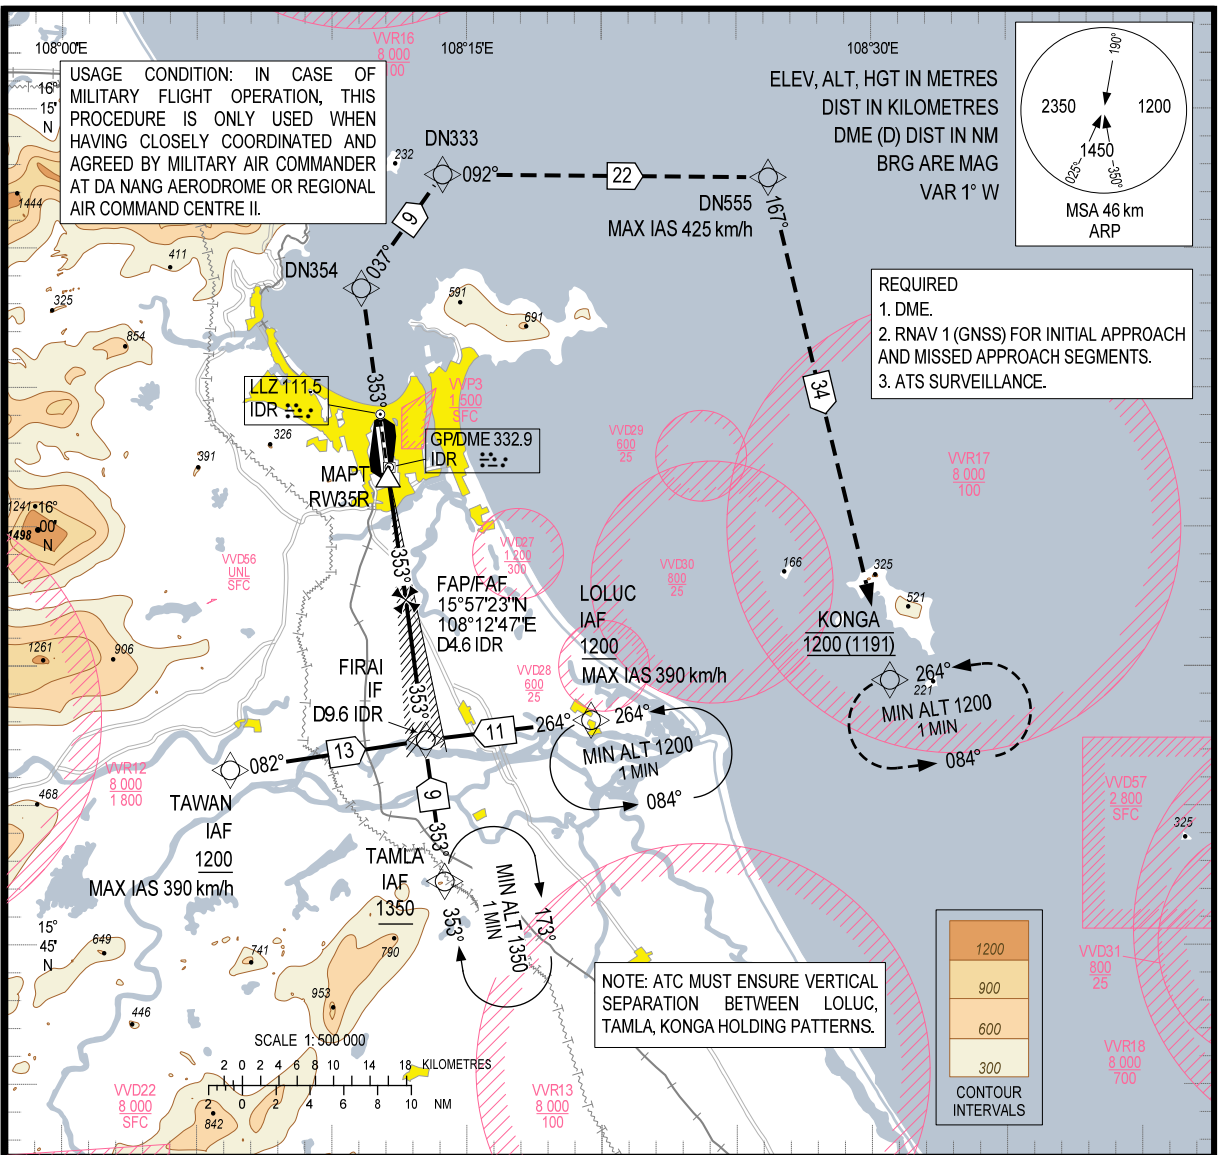 108°00'E
108°15'E
108°30'E
VVR16
8 000
100
16°
15'
N
USAGE CONDITION: IN CASE OF
MILITARY FLIGHT OPERATION, THIS
PROCEDURE IS ONLY USED WHEN
HAVING CLOSELY COORDINATED AND
AGREED BY MILITARY AIR COMMANDER
AT DA NANG AERODROME OR REGIONAL
AIR COMMAND CENTRE II.
ELEV, ALT, HGT IN METRES
DIST IN KILOMETRES
DME (D) DIST IN NM
BRG ARE MAG
VAR 1° W
190°
2350
1200
1450
025°
350°
MSA 46 km
ARP
232
1444
DN333
092°
22
DN555
MAX IAS 425 km/h
167°
9
037°
DN354
411
325
854
591
691
REQUIRED
1. DME.
2. RNAV 1 (GNSS) FOR INITIAL APPROACH
AND MISSED APPROACH SEGMENTS.
3. ATS SURVEILLANCE.
353°
34
LLZ 111.5
IDR
VVP3
1 500
SFC
GP/DME 332.9
IDR
326
391
MAPT
RW35R
VVD29
600
25
VVR17
8 000
100
1241
16°
00'
N
1498
VVD56
UNL
SFC
VVD27
1 200
300
VVD30
800
25
166
325
521
353°
FAP/FAF
15°57'23"N
108°12'47"E
D4.6 IDR
LOLUC
IAF
1200
MAX IAS 390 km/h
KONGA
1200 (1191)
1261
906
FIRAI
IF
D9.6 IDR
353°
VVD28
600
25
264°
221
MIN ALT 1200
1 MIN
084°
11
264°
264°
MIN ALT 1200
1 MIN
084°
13
082°
TAWAN
IAF
1200
MAX IAS 390 km/h
VVR12
8 000
1 800
468
9
353°
TAMLA
IAF
1350
353°
MIN ALT 1350
1 MIN
173°
VVD57
2 800
SFC
325
15°
45'
N
649
741
790
953
446
NOTE: ATC MUST ENSURE VERTICAL
SEPARATION BETWEEN LOLUC,
TAMLA, KONGA HOLDING PATTERNS.
VVD31
800
25
VVR18
8 000
700
1200
900
600
300
CONTOUR
INTERVALS
SCALE 1: 500 000
2 0 2 4 6 8 10 14 18 KILOMETRES
2 0 2 4 6 8 10 NM
VVD22
8 000
SFC
842
VVR13
8 000
100